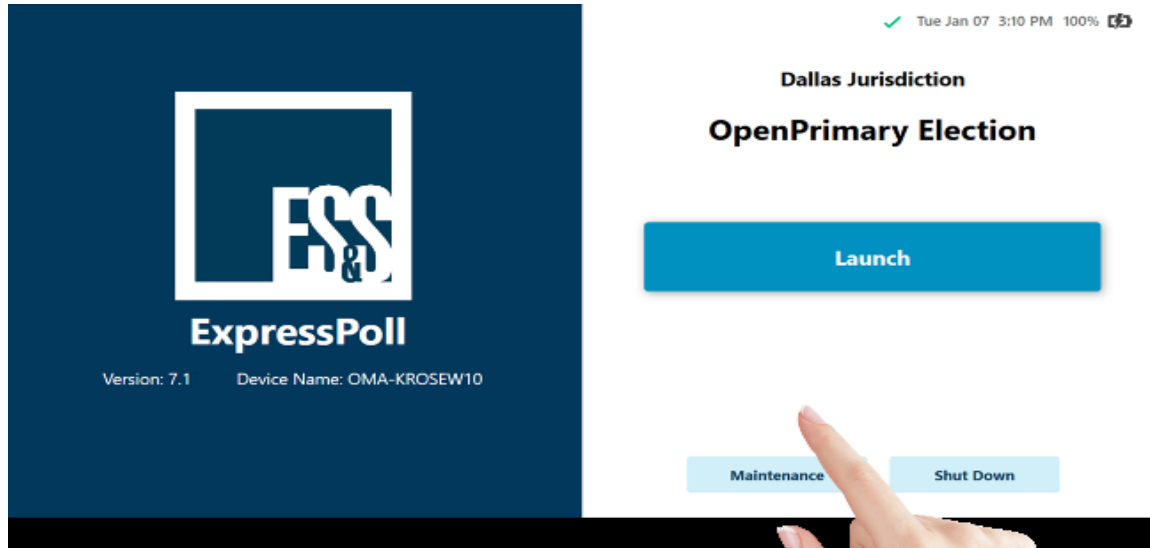 Tue Jan 07 3:10 PM 100%
ES&S
ExpressPoll
Version: 7.1 Device Name: OMA-KROSEW10
Dallas Jurisdiction
OpenPrimary Election
Launch
Maintenance
Shut Down